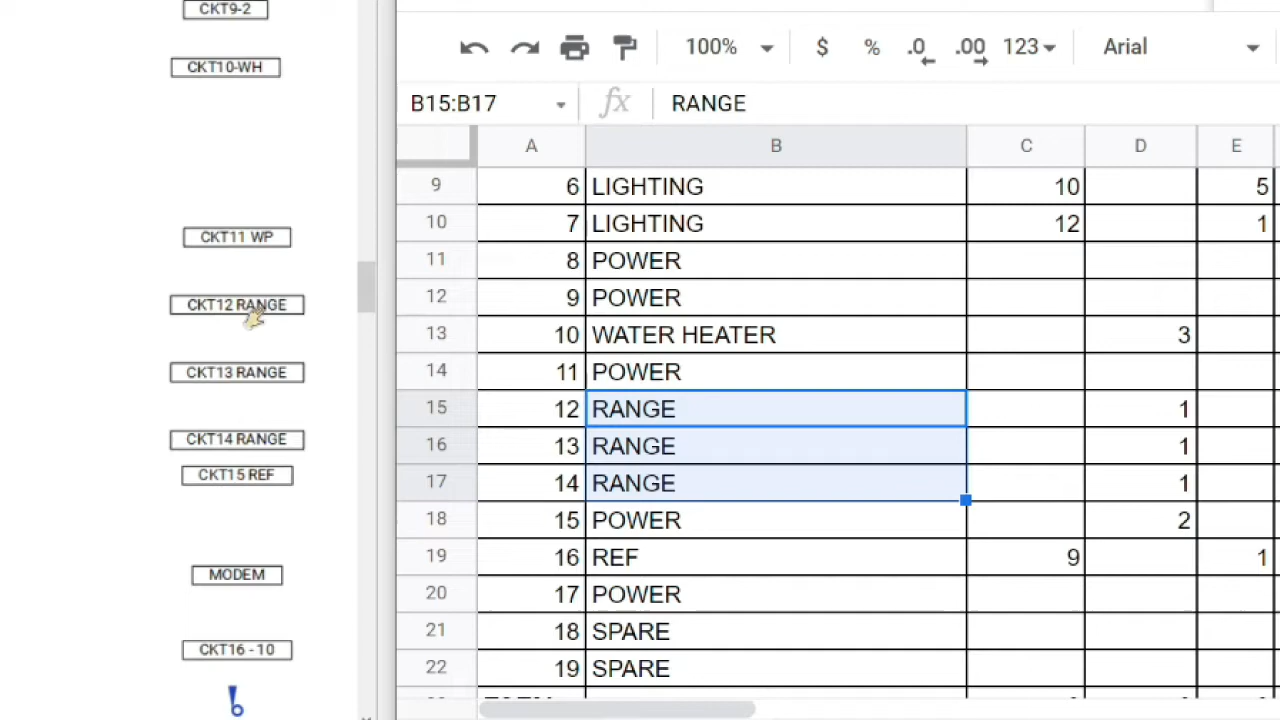 CKT9-2
CKT10-WH
CKT11 WP
CKT12 RANGE
CKT13 RANGE
CKT14 RANGE
CKT15 REF
MODEM
CKT16 - 10
100% $ % .0 .00 123 Arial
B15:B17 fx RANGE
A B C D E
9 6 LIGHTING 10 5
10 7 LIGHTING 12 1
11 8 POWER
12 9 POWER
13 10 WATER HEATER 3
14 11 POWER
15 12 RANGE 1
16 13 RANGE 1
17 14 RANGE 1
18 15 POWER 2
19 16 REF 9 1
20 17 POWER
21 18 SPARE
22 19 SPARE